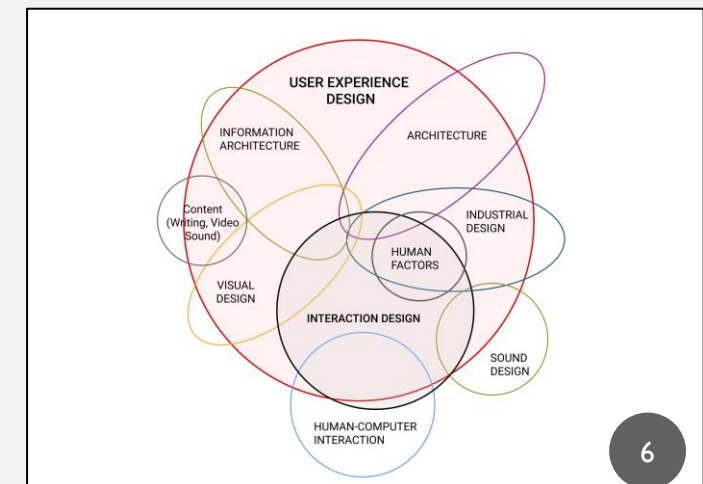 USER EXPERIENCE
DESIGN
INFORMATION
ARCHITECTURE
ARCHITECTURE
Content
(Writing, Video
Sound)
INDUSTRIAL
DESIGN
HUMAN
FACTORS
VISUAL
DESIGN
INTERACTION DESIGN
SOUND
DESIGN
HUMAN-COMPUTER
INTERACTION
6